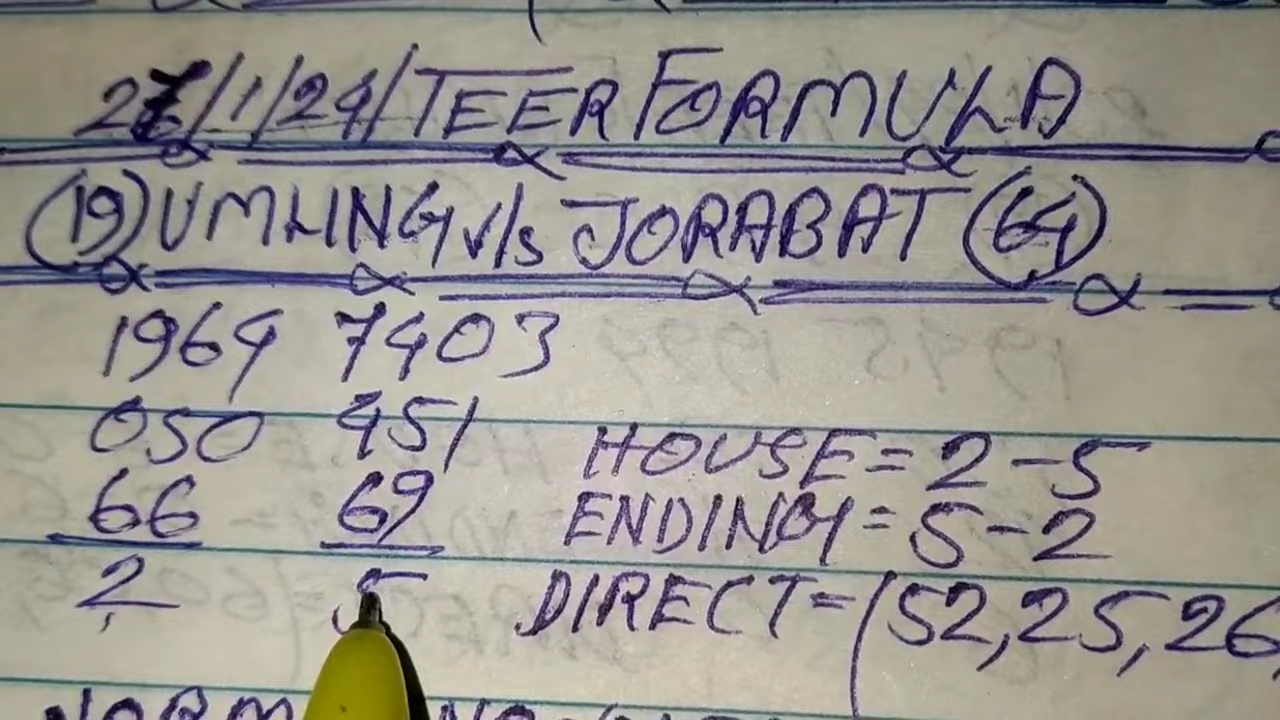 27/1/24/TEER FORMULA
(19) UMLING v/s JORABAT (64)
1964 7403
050 451
66 69
HOUSE = 2-5
ENDING = 5-2
2 5
DIRECT = (52, 25, 26,